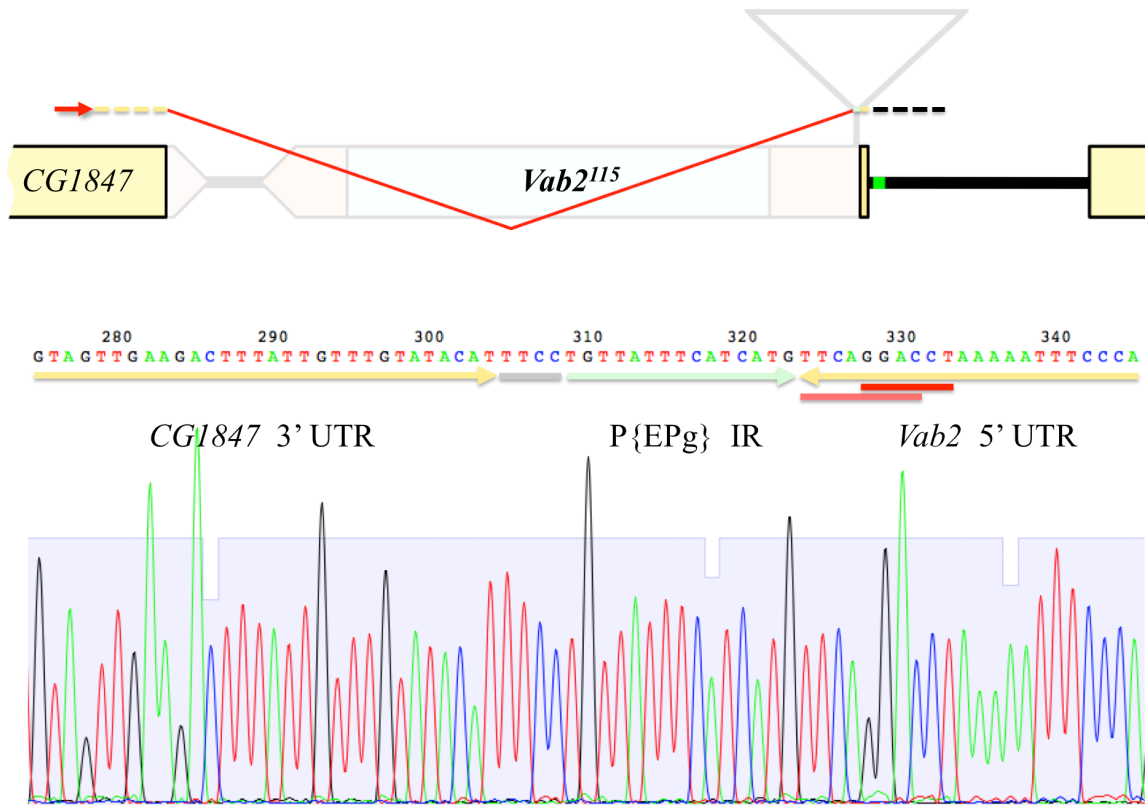 CG1847
Vab2¹¹⁵
280 290 300 310 320 330 340
GTAGTTGAAGACTTTATTGTTTGTATACATTTCCTGTTATTTCATCATGTTCAGGACCTAAAAATTTCCCA
CG1847 3’ UTR P{EPg} IR Vab2 5’ UTR